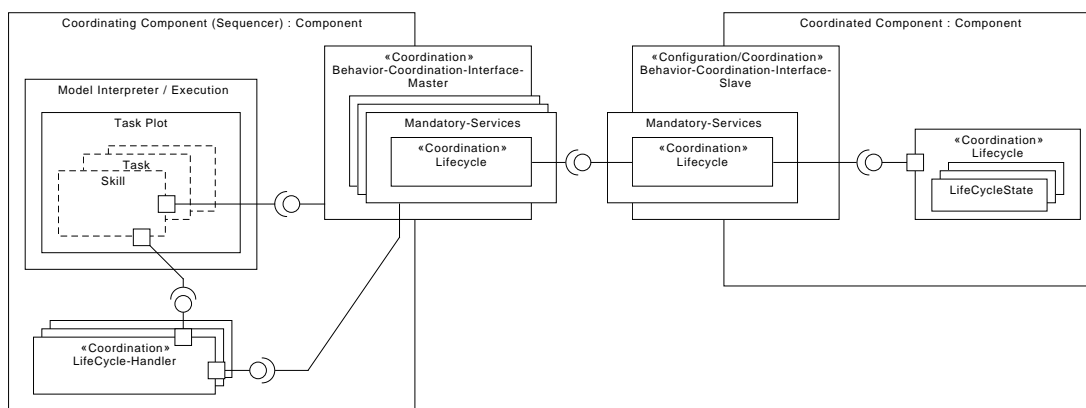 Coordinating Component (Sequencer) : Component
Model Interpreter / Execution
Task Plot
Task
Skill
«Coordination»
LifeCycle-Handler
«Coordination»
Behavior-Coordination-Interface-
Master
Mandatory-Services
«Coordination»
Lifecycle
«Configuration/Coordination»
Behavior-Coordination-Interface-
Slave
Mandatory-Services
«Coordination»
Lifecycle
Coordinated Component : Component
«Coordination»
Lifecycle
LifeCycleState